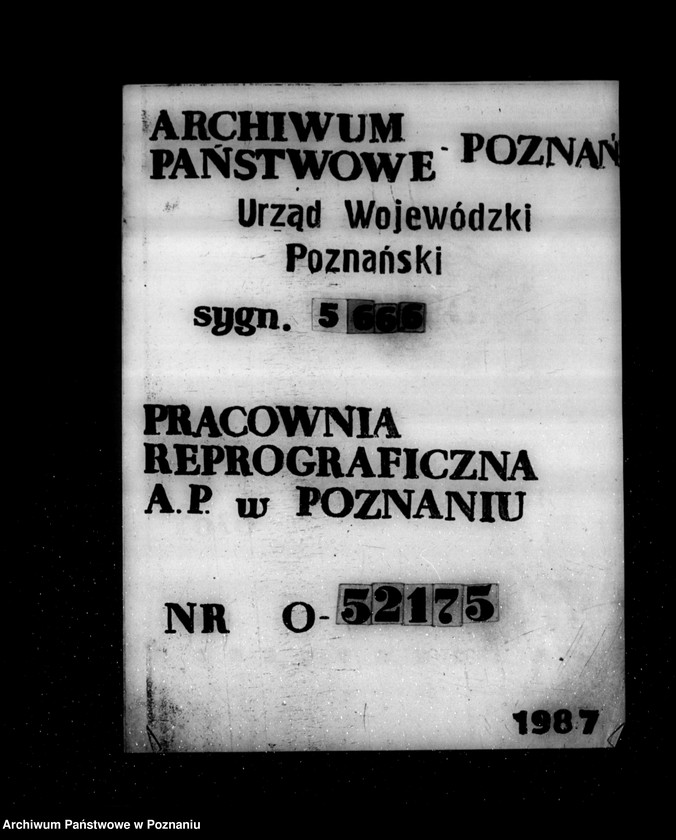 ARCHIWUM
PAŃSTWOWE - POZNAŃ
Urząd Wojewódzki
Poznański
sygn. 5666
PRACOWNIA
REPROGRAFICZNA
A.P. w POZNANIU
NR O-52175
1987
Archiwum Państwowe w Poznaniu